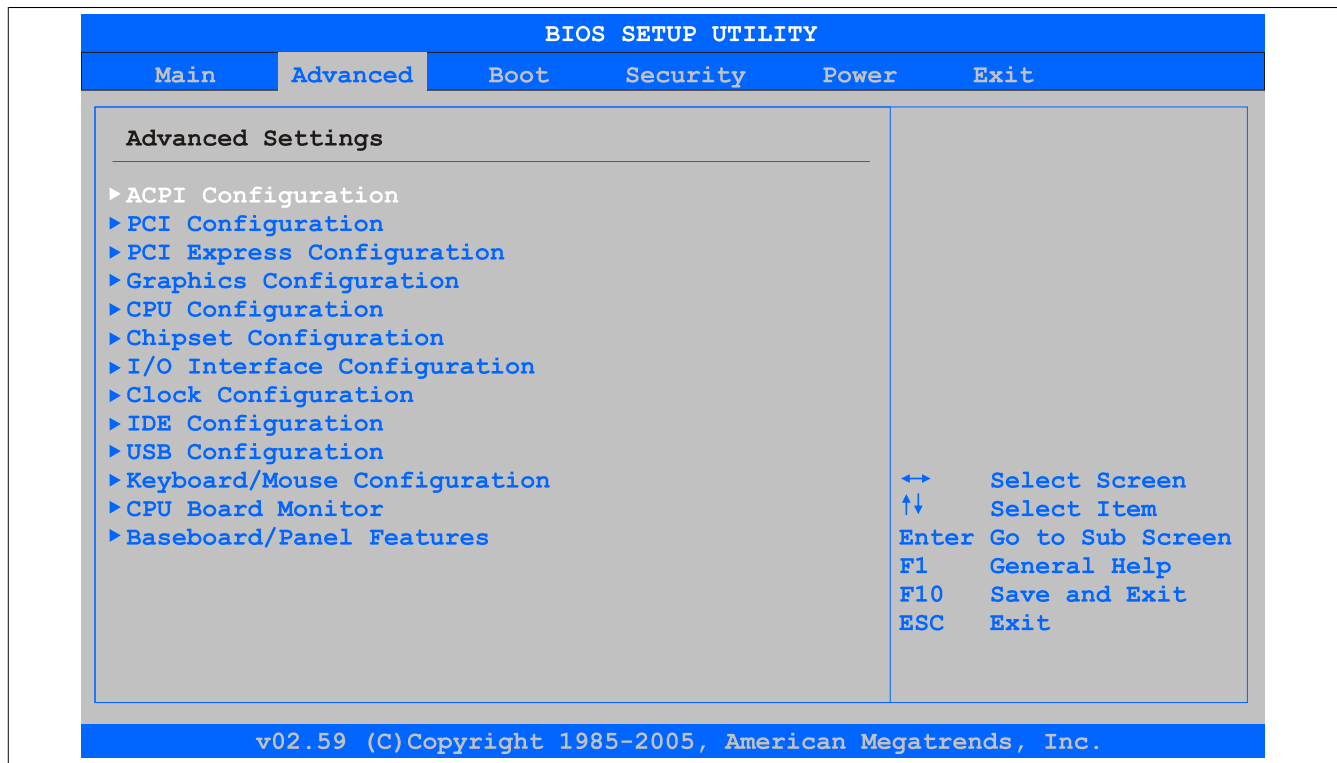 BIOS SETUP UTILITY
Main Advanced Boot Security Power Exit
Advanced Settings
ACPI Configuration
PCI Configuration
PCI Express Configuration
Graphics Configuration
CPU Configuration
Chipset Configuration
I/O Interface Configuration
Clock Configuration
IDE Configuration
USB Configuration
Keyboard/Mouse Configuration
CPU Board Monitor
Baseboard/Panel Features
Select Screen
Select Item
Enter Go to Sub Screen
F1 General Help
F10 Save and Exit
ESC Exit
v02.59 (C)Copyright 1985-2005, American Megatrends, Inc.